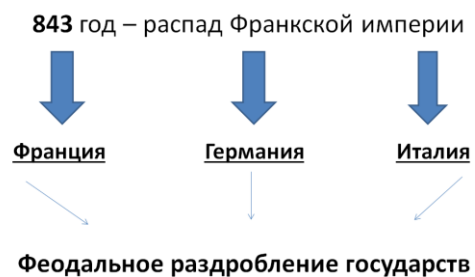 843 год – распад Франкской империи
Франция Германия Италия
Феодальное раздробление государств